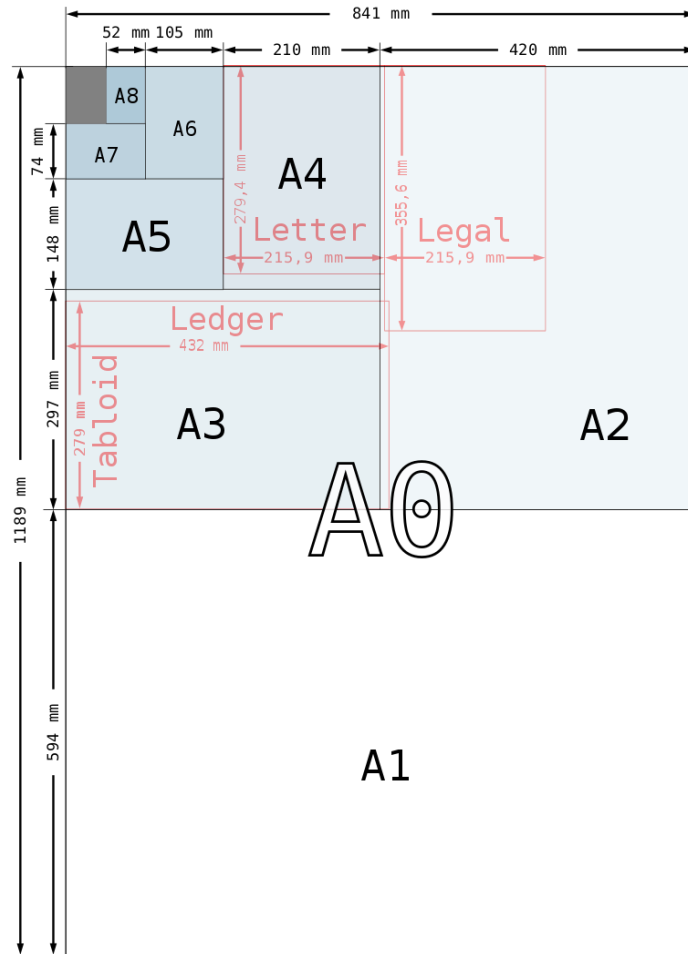 841 mm
52 mm 105 mm
210 mm
420 mm
A8
A6
A7
74 mm
A4
279,4 mm
355,6 mm
Letter
Legal
215,9 mm
215,9 mm
A5
148 mm
Ledger
432 mm
Tabloid
279 mm
297 mm
A3
A2
A0
1189 mm
594 mm
A1